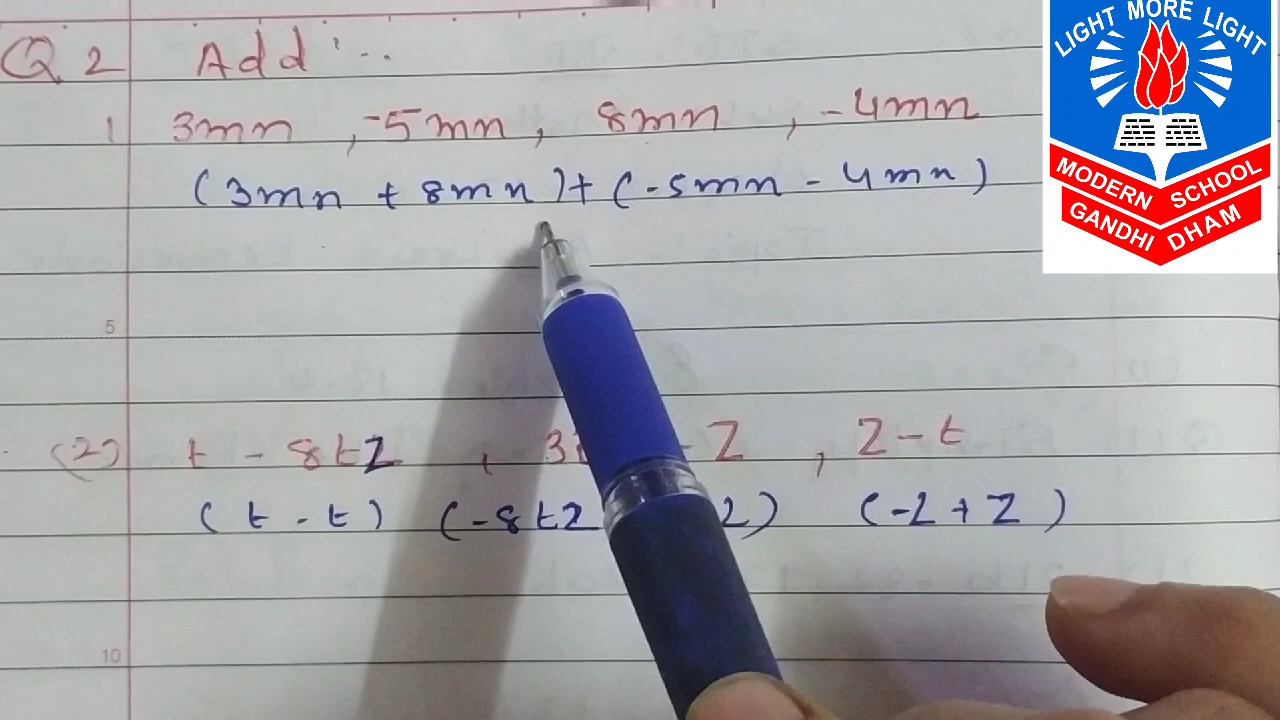 Q 2 Add :-
1 3mn , -5mn , 8mn , -4mn
(3mn + 8mn) + (-5mn - 4mn)
5
(2) t - 8tz , - z , z - t
(t - t) (-8tz z) (-z + z)
10
LIGHT MORE LIGHT
MODERN SCHOOL
GANDHI DHAM